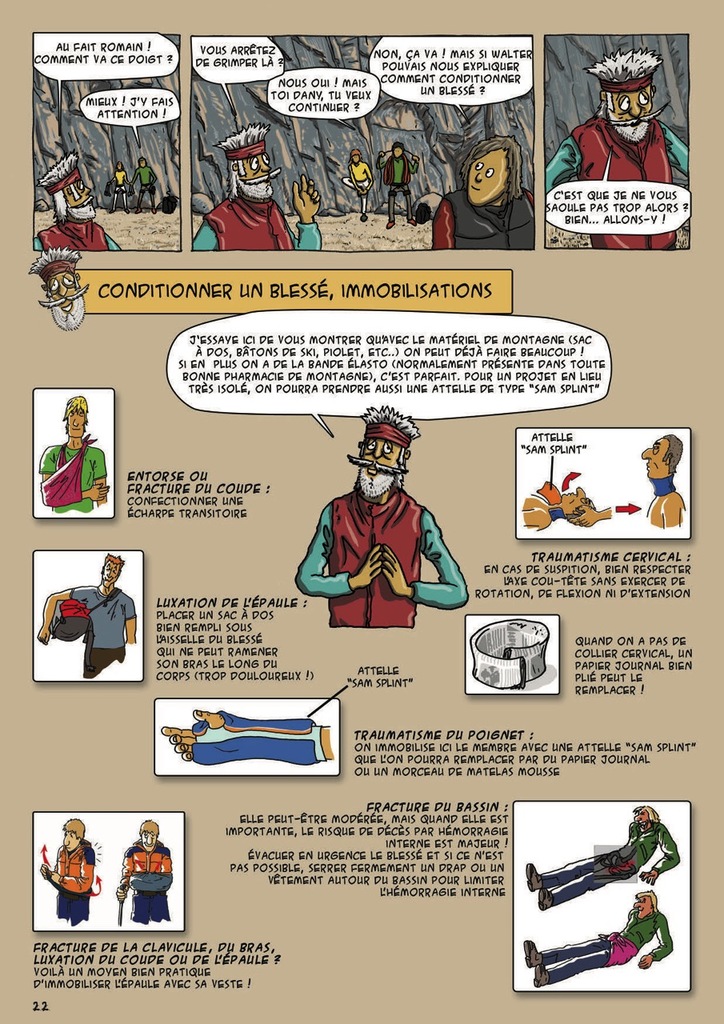 AU FAIT ROMAIN !
COMMENT VA CE DOIGT ?
MIEUX ! J'Y FAIS
ATTENTION !
VOUS ARRÊTEZ
DE GRIMPER LÀ ?
NOUS OUI ! MAIS
TOI DANY, TU VEUX
CONTINUER ?
NON, ÇA VA ! MAIS SI WALTER
POUVAIS NOUS EXPLIQUER
COMMENT CONDITIONNER
UN BLESSÉ ?
C'EST QUE JE NE VOUS
SAOULE PAS TROP ALORS ?
BIEN... ALLONS-Y !
CONDITIONNER UN BLESSÉ, IMMOBILISATIONS
J'ESSAYE ICI DE VOUS MONTRER QU'AVEC LE MATÉRIEL DE MONTAGNE (SAC
À DOS, BÂTONS DE SKI, PIOLET, ETC..) ON PEUT DÉJÀ FAIRE BEAUCOUP !
SI EN PLUS ON A DE LA BANDE ÉLASTO (NORMALEMENT PRÉSENTE DANS TOUTE
BONNE PHARMACIE DE MONTAGNE), C'EST PARFAIT. POUR UN PROJET EN LIEU
TRÈS ISOLÉ, ON POURRA PRENDRE AUSSI UNE ATTELLE DE TYPE "SAM SPLINT"
ENTORSE OU
FRACTURE DU COUDE :
CONFECTIONNER UNE
ÉCHARPE TRANSITOIRE
ATTELLE
"SAM SPLINT"
TRAUMATISME CERVICAL :
EN CAS DE SUSPITION, BIEN RESPECTER
L'AXE COU-TÊTE SANS EXERCER DE
ROTATION, DE FLEXION NI D'EXTENSION
LUXATION DE L'ÉPAULE :
PLACER UN SAC À DOS
BIEN REMPLI SOUS
L'AISSELLE DU BLESSÉ
QUI NE PEUT RAMENER
SON BRAS LE LONG DU
CORPS (TROP DOULOUREUX !)
QUAND ON A PAS DE
COLLIER CERVICAL, UN
PAPIER JOURNAL BIEN
PLIÉ PEUT LE
REMPLACER !
ATTELLE
"SAM SPLINT"
TRAUMATISME DU POIGNET :
ON IMMOBILISE ICI LE MEMBRE AVEC UNE ATTELLE "SAM SPLINT"
QUE L'ON POURRA REMPLACER PAR DU PAPIER JOURNAL
OU UN MORCEAU DE MATELAS MOUSSE
FRACTURE DU BASSIN :
ELLE PEUT-ÊTRE MODÉRÉE, MAIS QUAND ELLE EST
IMPORTANTE, LE RISQUE DE DÉCÈS PAR HÉMORRAGIE
INTERNE EST MAJEUR !
ÉVACUER EN URGENCE LE BLESSÉ ET SI CE N'EST
PAS POSSIBLE, SERRER FERMEMENT UN DRAP OU UN
VÊTEMENT AUTOUR DU BASSIN POUR LIMITER
L'HÉMORRAGIE INTERNE
FRACTURE DE LA CLAVICULE, DU BRAS,
LUXATION DU COUDE OU DE L'ÉPAULE ?
VOILÀ UN MOYEN BIEN PRATIQUE
D'IMMOBILISER L'ÉPAULE AVEC SA VESTE !
22